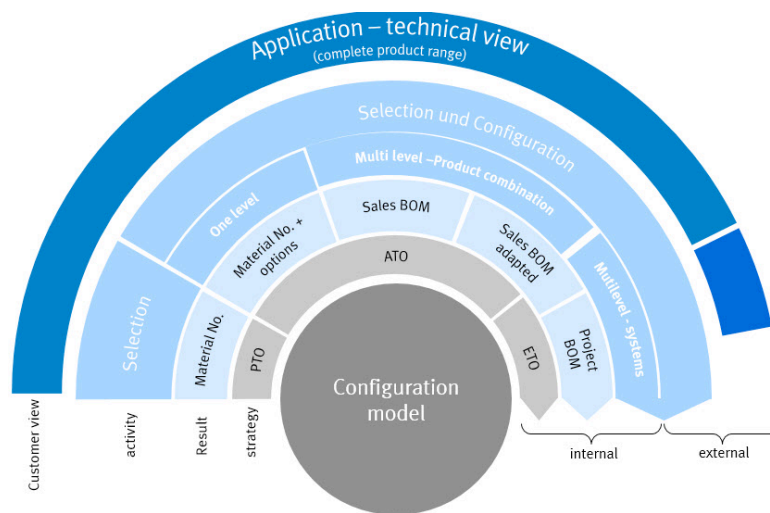 Application – technical view
(complete product range)
Selection und Configuration
Multi level –Product combination
One level
Sales BOM
Material No. +
options
Sales BOM
adapted
Mutilevel - systems
Selection
Material No.
PTO
ATO
ETO
Project
BOM
Configuration
model
Customer view
activity
Result
strategy
internal
external